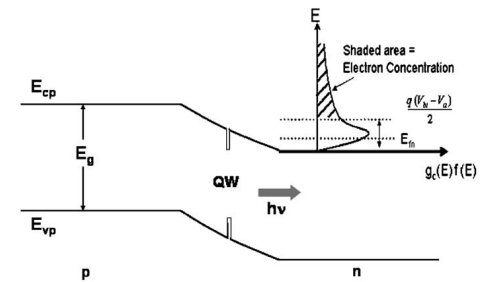 E
Shaded area =
Electron Concentration
q(V_bi – V_a)
2
E_cp
E_fn
E_g
g_c(E)f(E)
QW
hν
E_vp
p
n